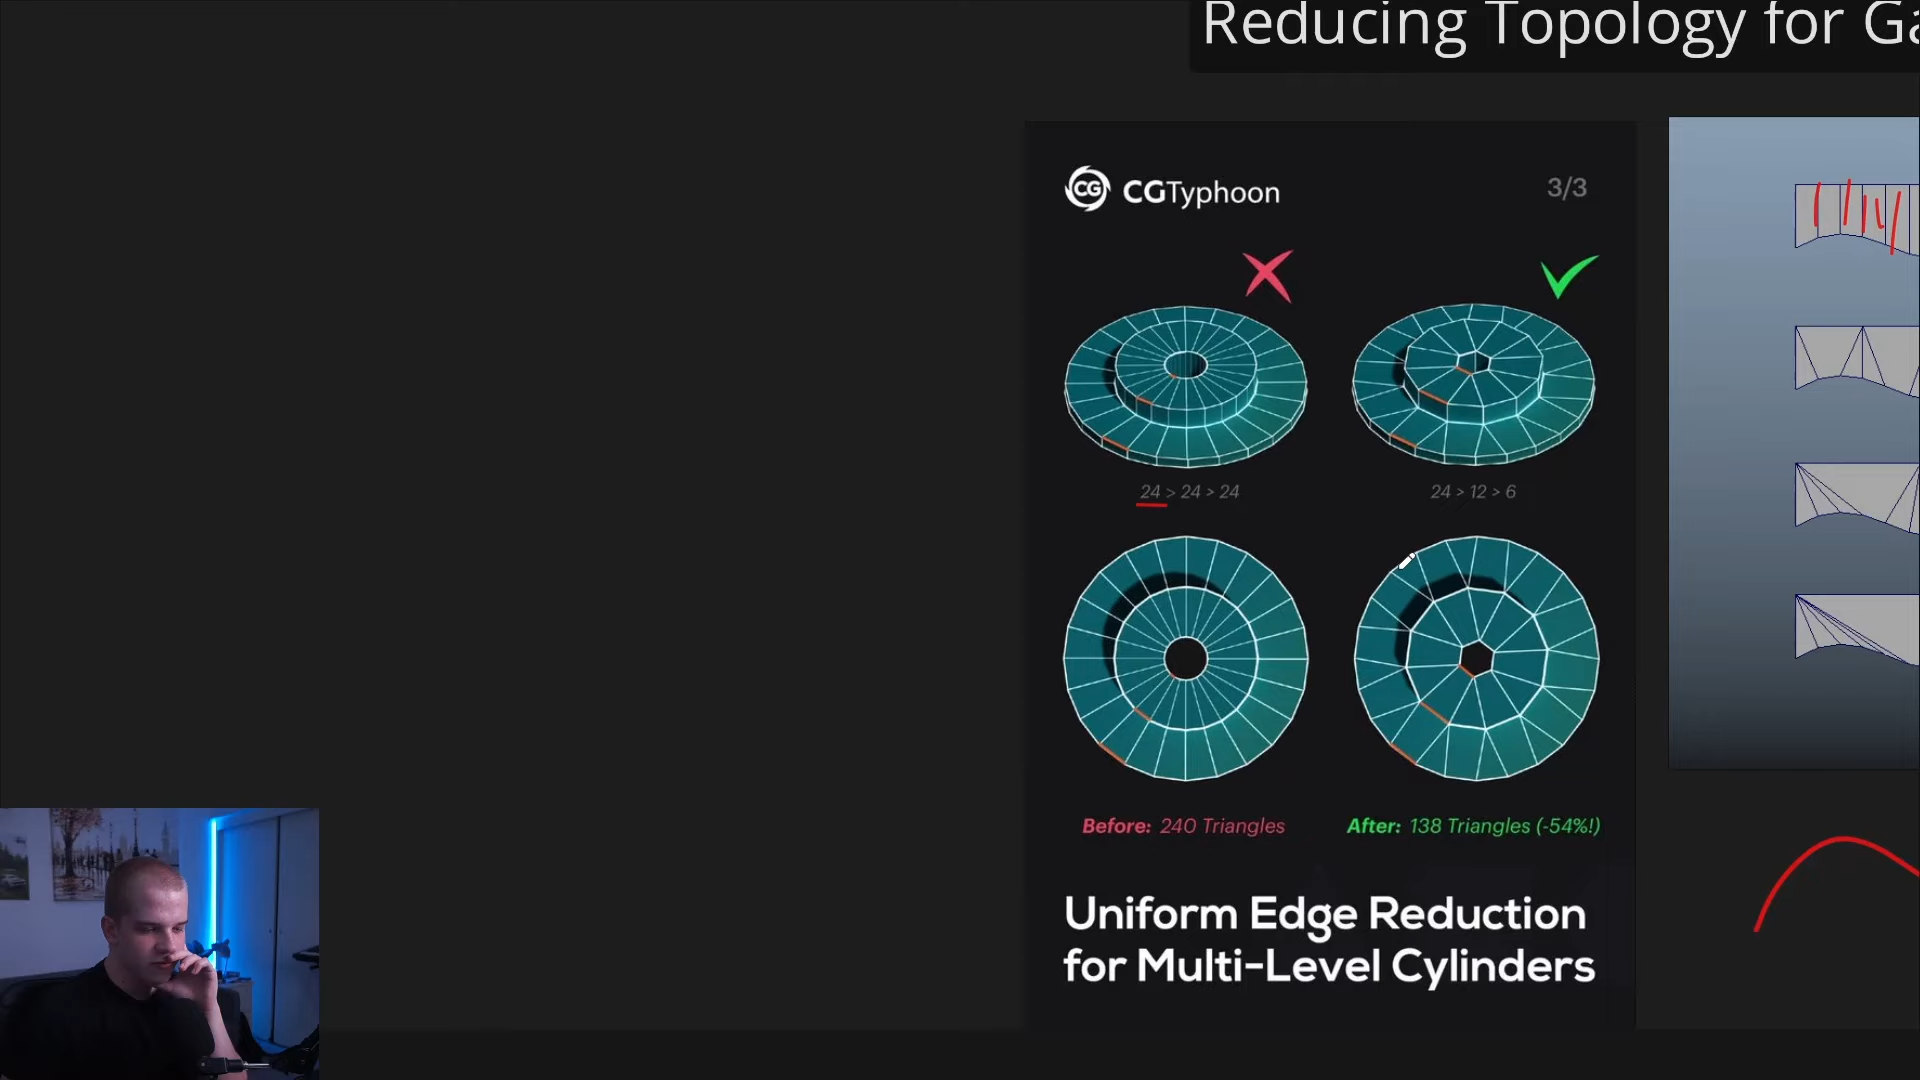 Reducing Topology for Ga
CG CGTyphoon
3/3
24 > 24 > 24
24 > 12 > 6
Before: 240 Triangles
After: 138 Triangles (-54%!)
Uniform Edge Reduction
for Multi-Level Cylinders